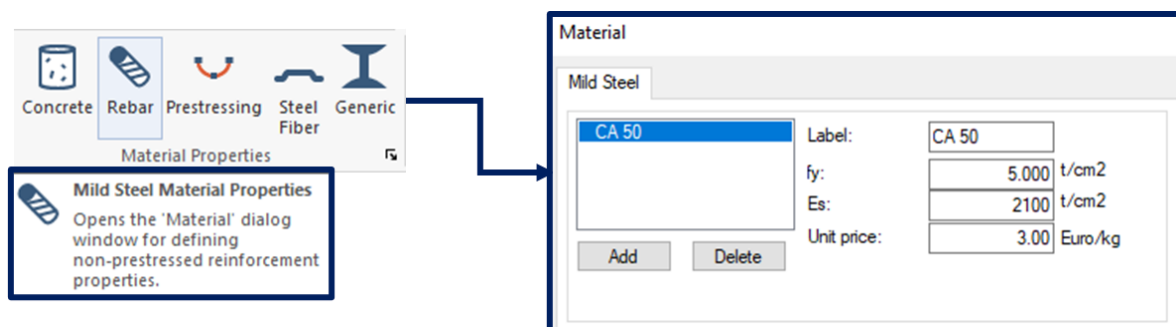 Concrete Rebar Prestressing Steel Fiber Generic
Material Properties
Mild Steel Material Properties
Opens the 'Material' dialog
window for defining
non-prestressed reinforcement
properties.
Material
Mild Steel
CA 50
Add Delete
Label: CA 50
fy: 5.000 t/cm2
Es: 2100 t/cm2
Unit price: 3.00 Euro/kg